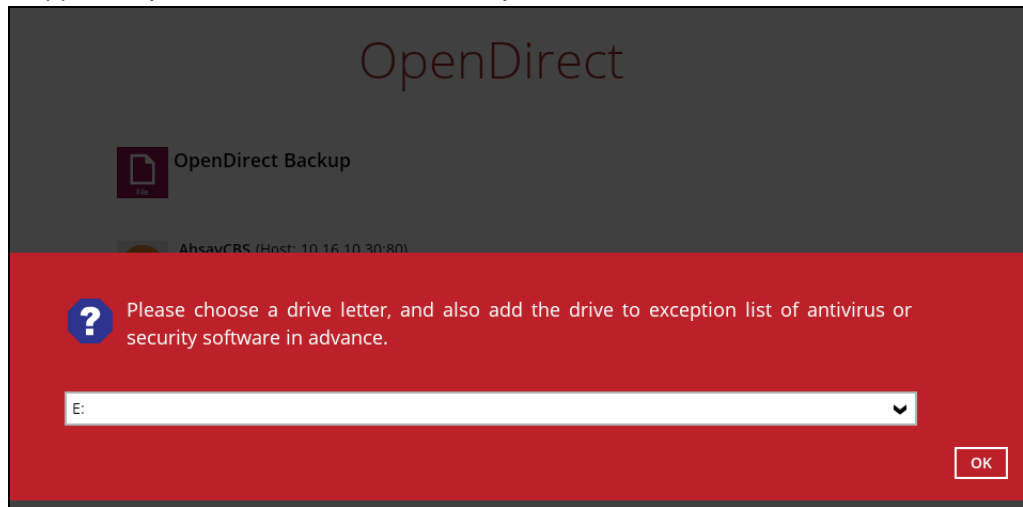 OpenDirect
File
OpenDirect Backup
AhsayCBS (Host: 10.16.10.30:80)
?
Please choose a drive letter, and also add the drive to exception list of antivirus or
security software in advance.
E:
OK